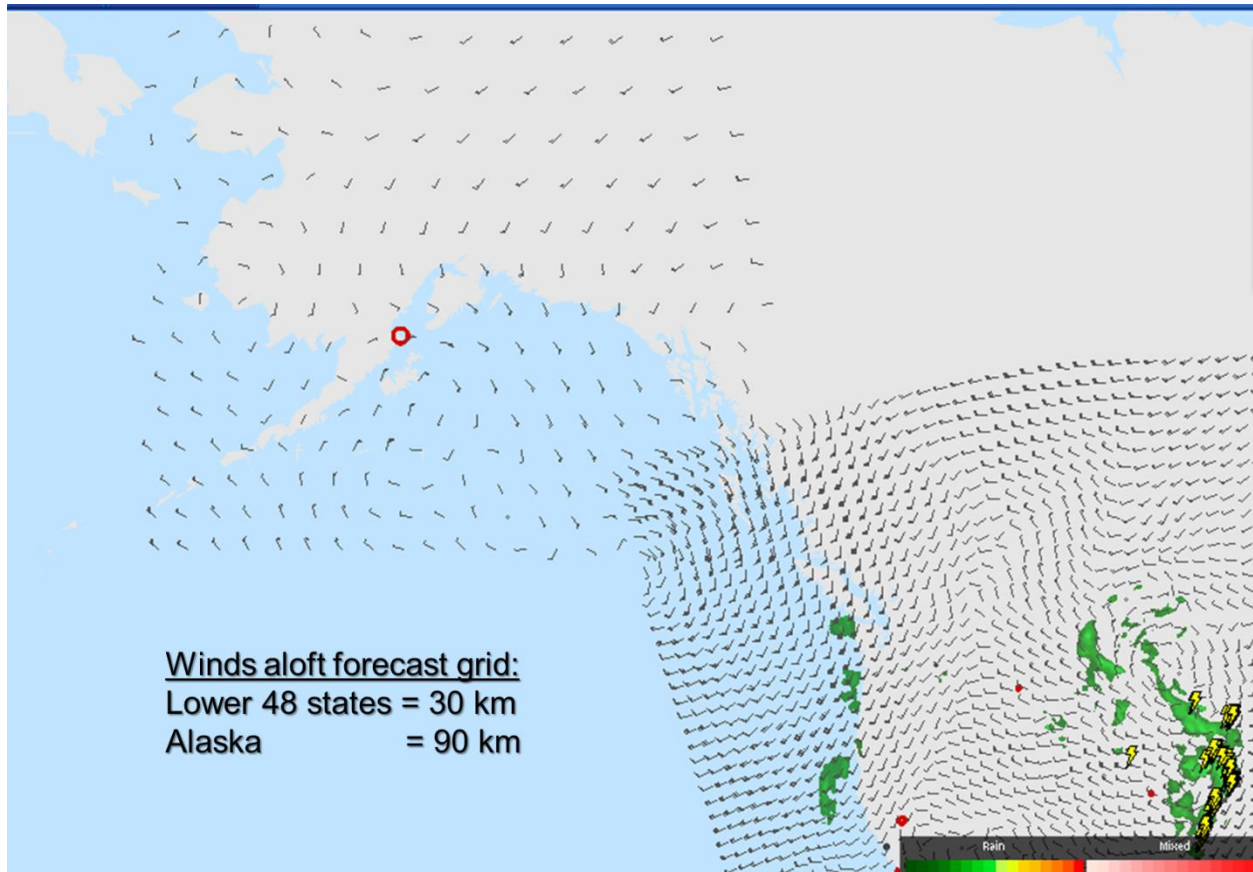 Winds aloft forecast grid:
Lower 48 states = 30 km
Alaska = 90 km
Rain Mixed